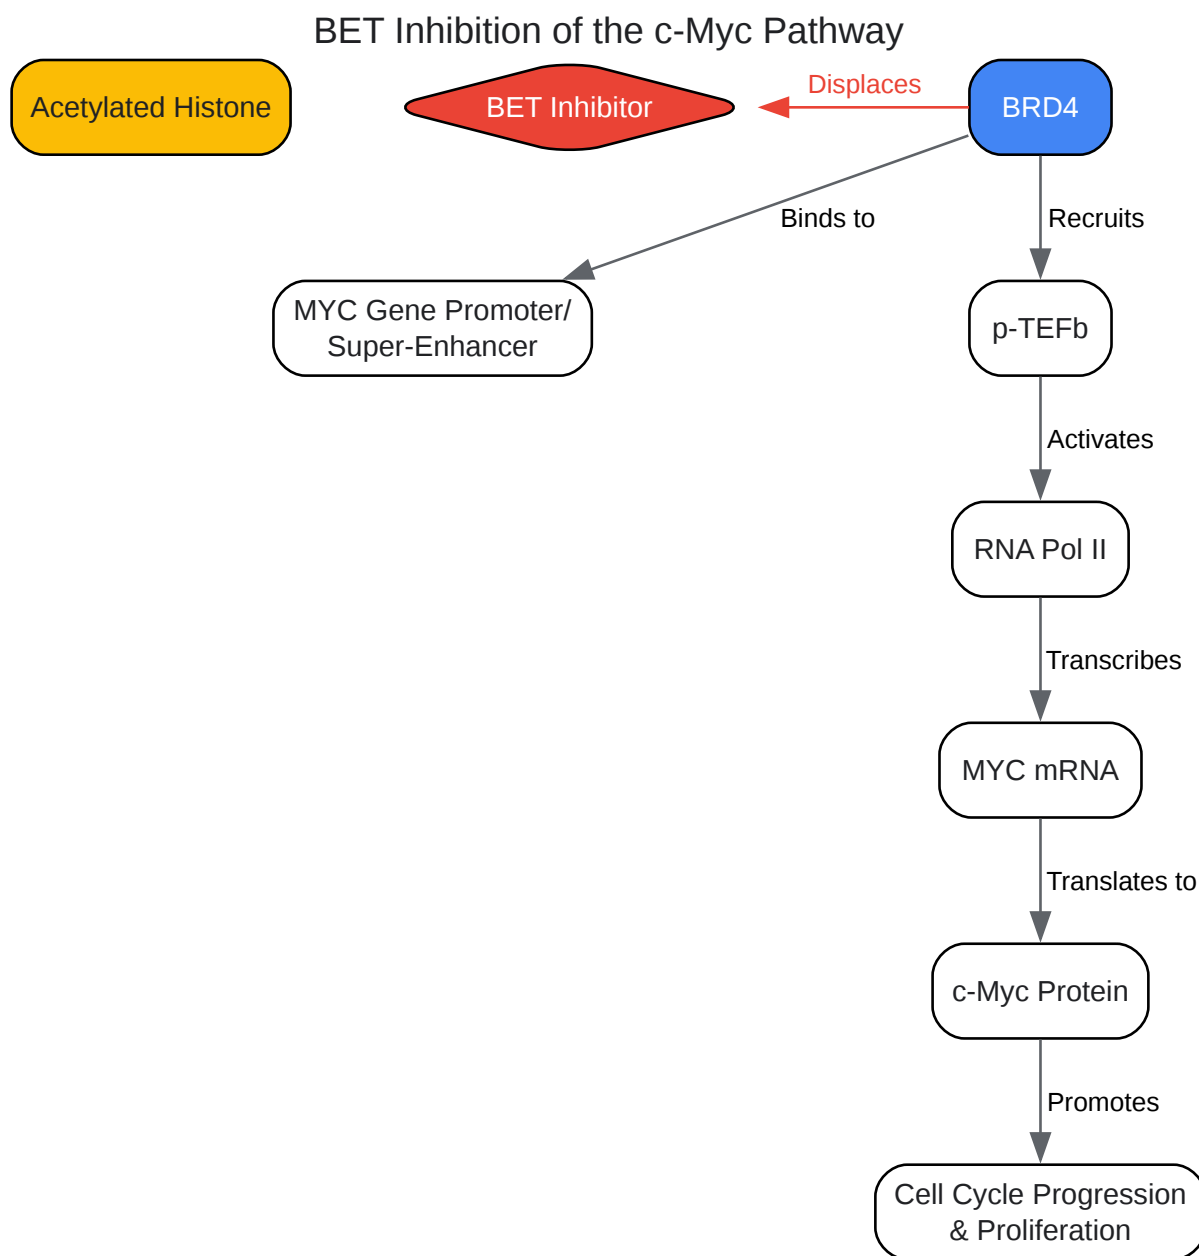 BET Inhibition of the c-Myc Pathway
Acetylated Histone
BET Inhibitor
Displaces
BRD4
Binds to
Recruits
MYC Gene Promoter/
Super-Enhancer
p-TEFb
Activates
RNA Pol II
Transcribes
MYC mRNA
Translates to
c-Myc Protein
Promotes
Cell Cycle Progression
& Proliferation